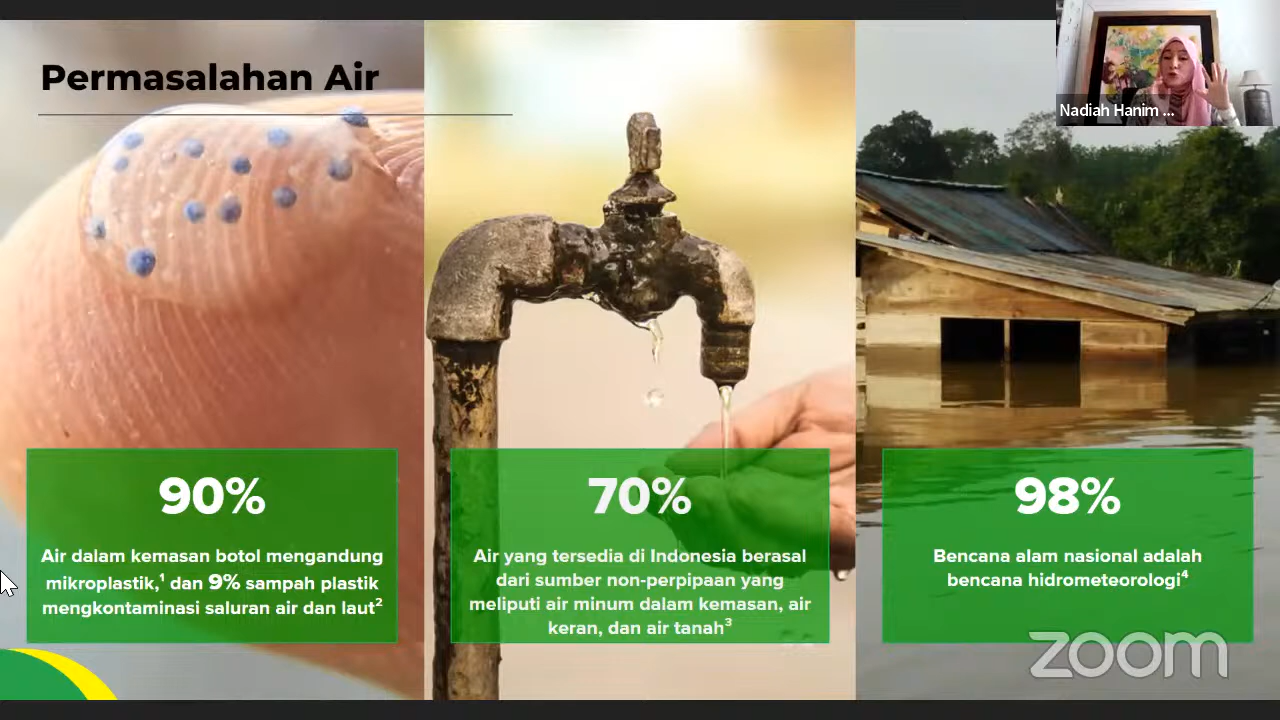 Permasalahan Air
Nadiah Hanim ...
90%
Air dalam kemasan botol mengandung
mikroplastik,¹ dan 9% sampah plastik
mengkontaminasi saluran air dan laut²
70%
Air yang tersedia di Indonesia berasal
dari sumber non-perpipaan yang
meliputi air minum dalam kemasan, air
keran, dan air tanah³
98%
Bencana alam nasional adalah
bencana hidrometeorologi⁴
zoom